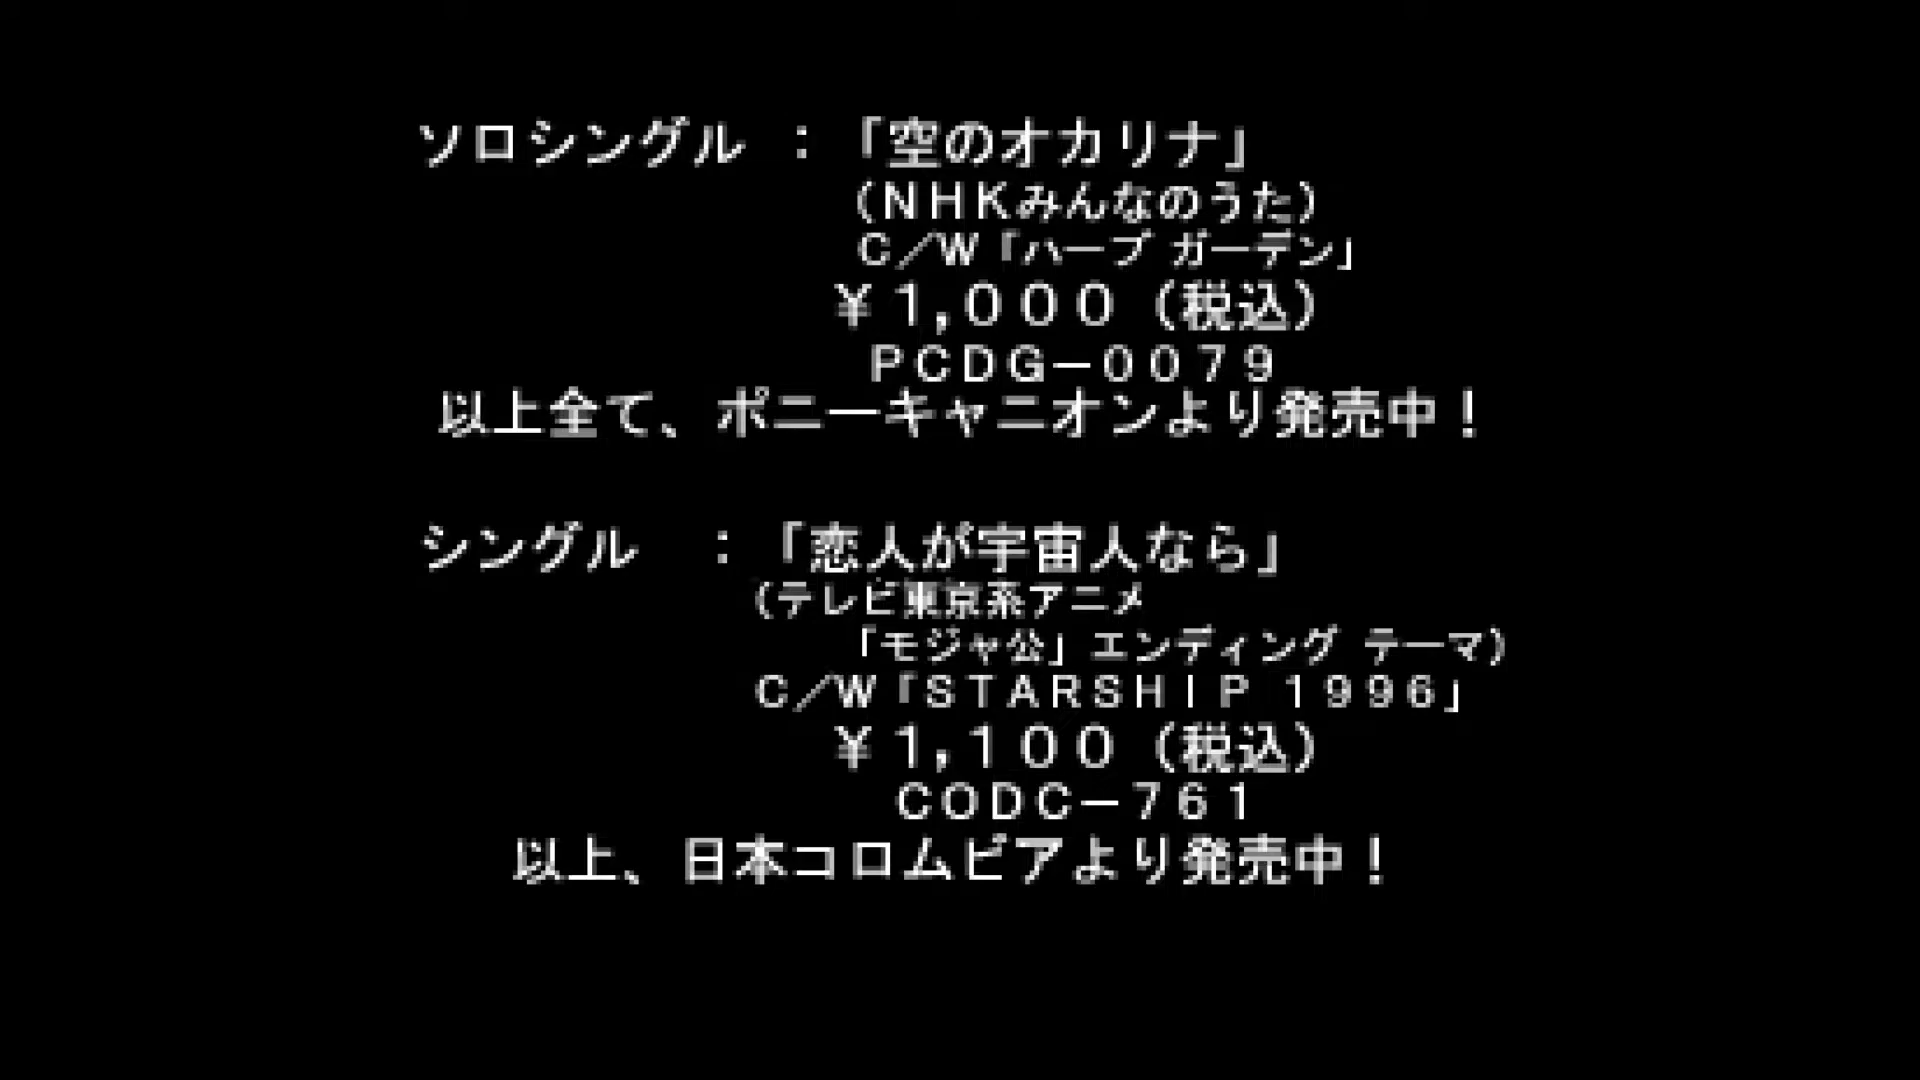 ソロシングル ：「空のオカリナ」
（ＮＨＫみんなのうた）
Ｃ／Ｗ「ハーブ ガーデン」
￥１,０００（税込）
ＰＣＤＧ－００７９
以上全て、ポニーキャニオンより発売中！
シングル ：「恋人が宇宙人なら」
（テレビ東京系アニメ
「モジャ公」エンディング テーマ）
Ｃ／Ｗ「ＳＴＡＲＳＨＩＰ １９９６」
￥１,１００（税込）
ＣＯＤＣ－７６１
以上、日本コロムビアより発売中！